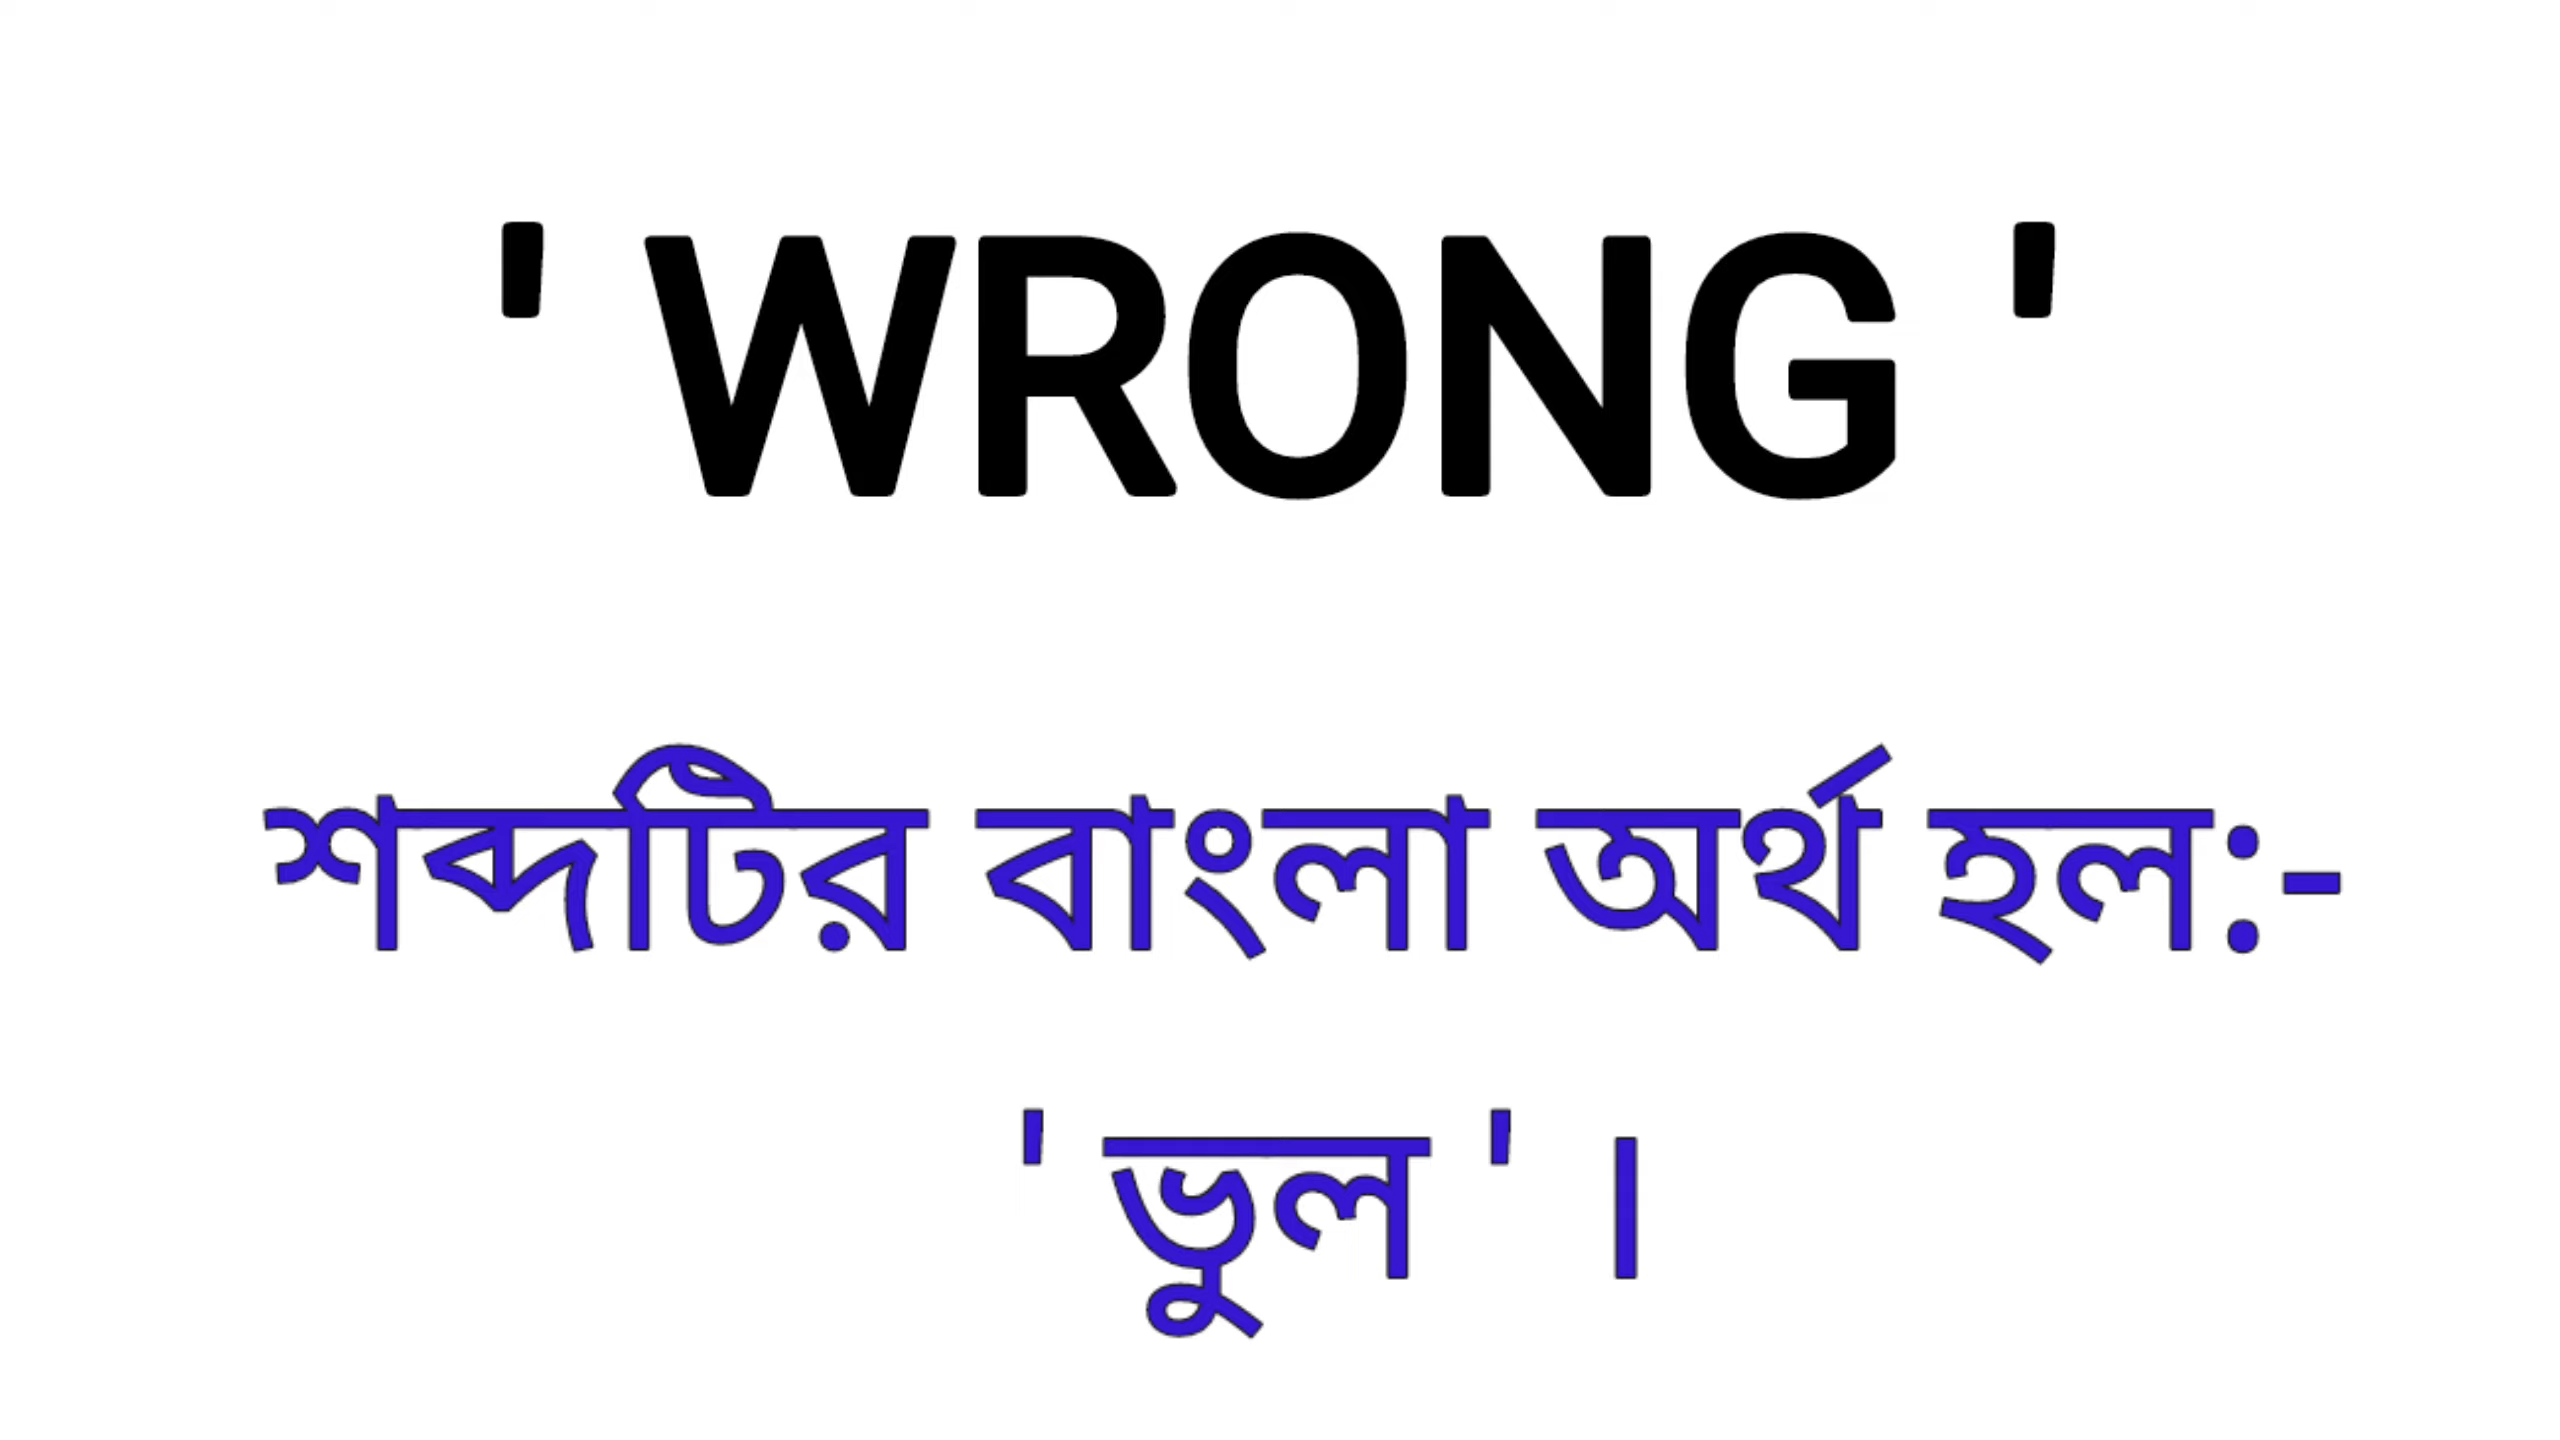 ' WRONG '
শব্দটির বাংলা অর্থ হল:-
' ভুল ' ।